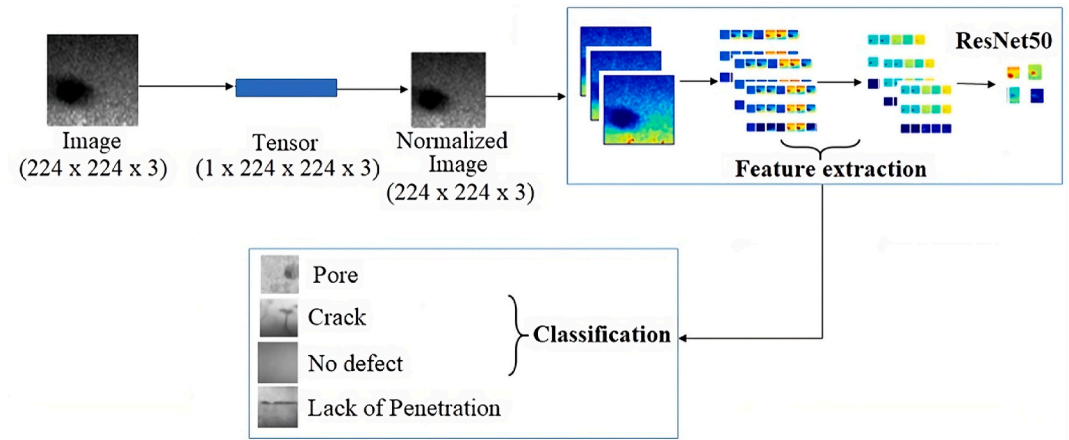 Image
(224 x 224 x 3)
Tensor
(1 x 224 x 224 x 3)
Normalized
Image
(224 x 224 x 3)
ResNet50
Feature extraction
Pore
Crack
No defect
Lack of Penetration
Classification